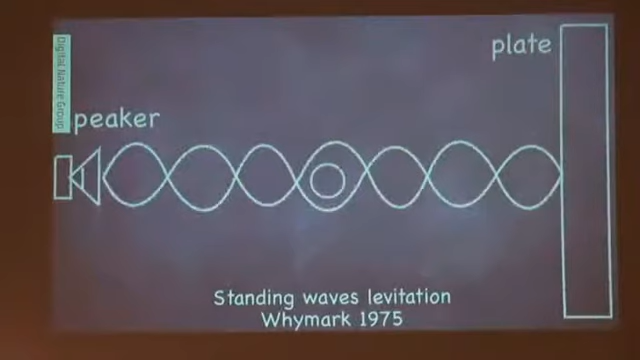 plate
Digital Nature Group
peaker
Standing waves levitation
Whymark 1975